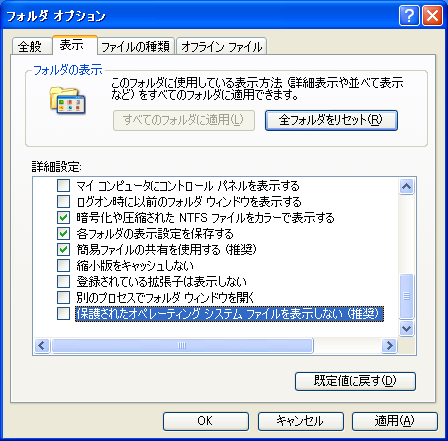 フォルダ オプション
全般 表示 ファイルの種類 オフライン ファイル
フォルダの表示
このフォルダに使用している表示方法 (詳細表示や並べて表示
など) をすべてのフォルダに適用できます。
すべてのフォルダに適用(L) 全フォルダをリセット(R)
詳細設定:
マイ コンピュータにコントロール パネルを表示する
ログオン時に以前のフォルダ ウィンドウを表示する
暗号化や圧縮された NTFS ファイルをカラーで表示する
各フォルダの表示設定を保存する
簡易ファイルの共有を使用する (推奨)
縮小版をキャッシュしない
登録されている拡張子は表示しない
別のプロセスでフォルダ ウィンドウを開く
保護されたオペレーティング システム ファイルを表示しない (推奨)
既定値に戻す(D)
OK キャンセル 適用(A)